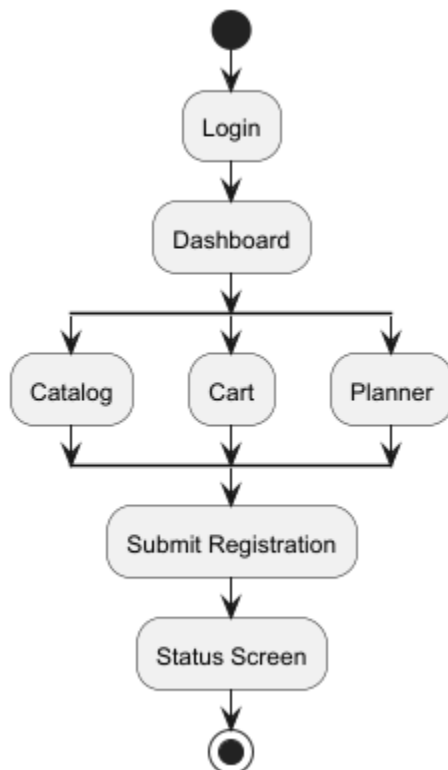 Login
Dashboard
Catalog
Cart
Planner
Submit Registration
Status Screen